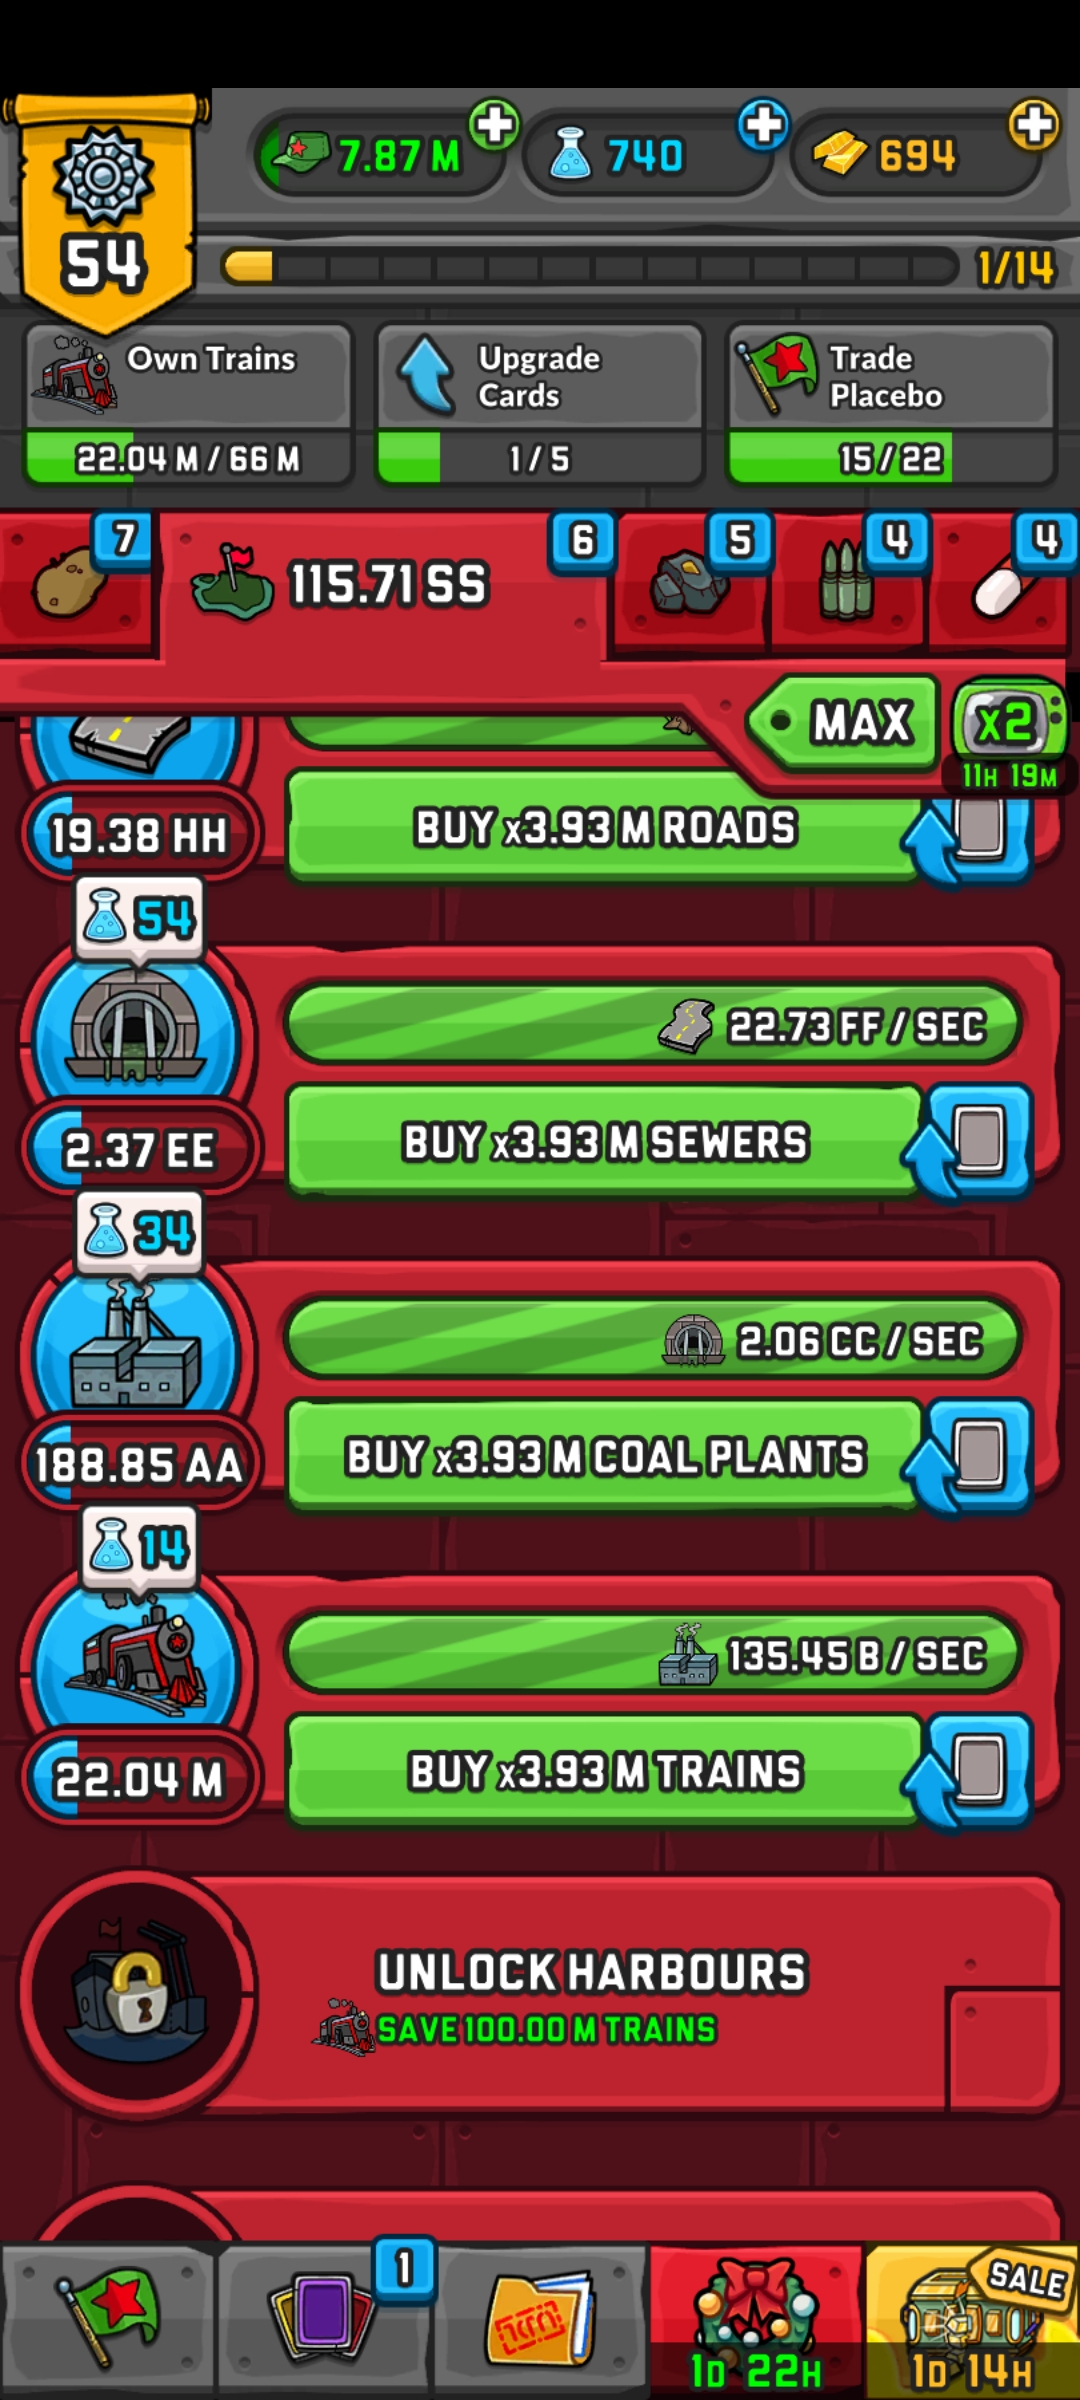 7.87 M
740
694
54
1/14
Own Trains
22.04 M / 66 M
Upgrade
Cards
1 / 5
Trade
Placebo
15 / 22
7
115.71 SS
6
5
4
4
MAX
x2
11H 19M
19.38 HH
BUY x3.93 M ROADS
54
22.73 FF / SEC
2.37 EE
BUY x3.93 M SEWERS
34
2.06 CC / SEC
188.85 AA
BUY x3.93 M COAL PLANTS
14
135.45 B / SEC
22.04 M
BUY x3.93 M TRAINS
UNLOCK HARBOURS
SAVE 100.00 M TRAINS
1
SALE
1D 22H
1D 14H